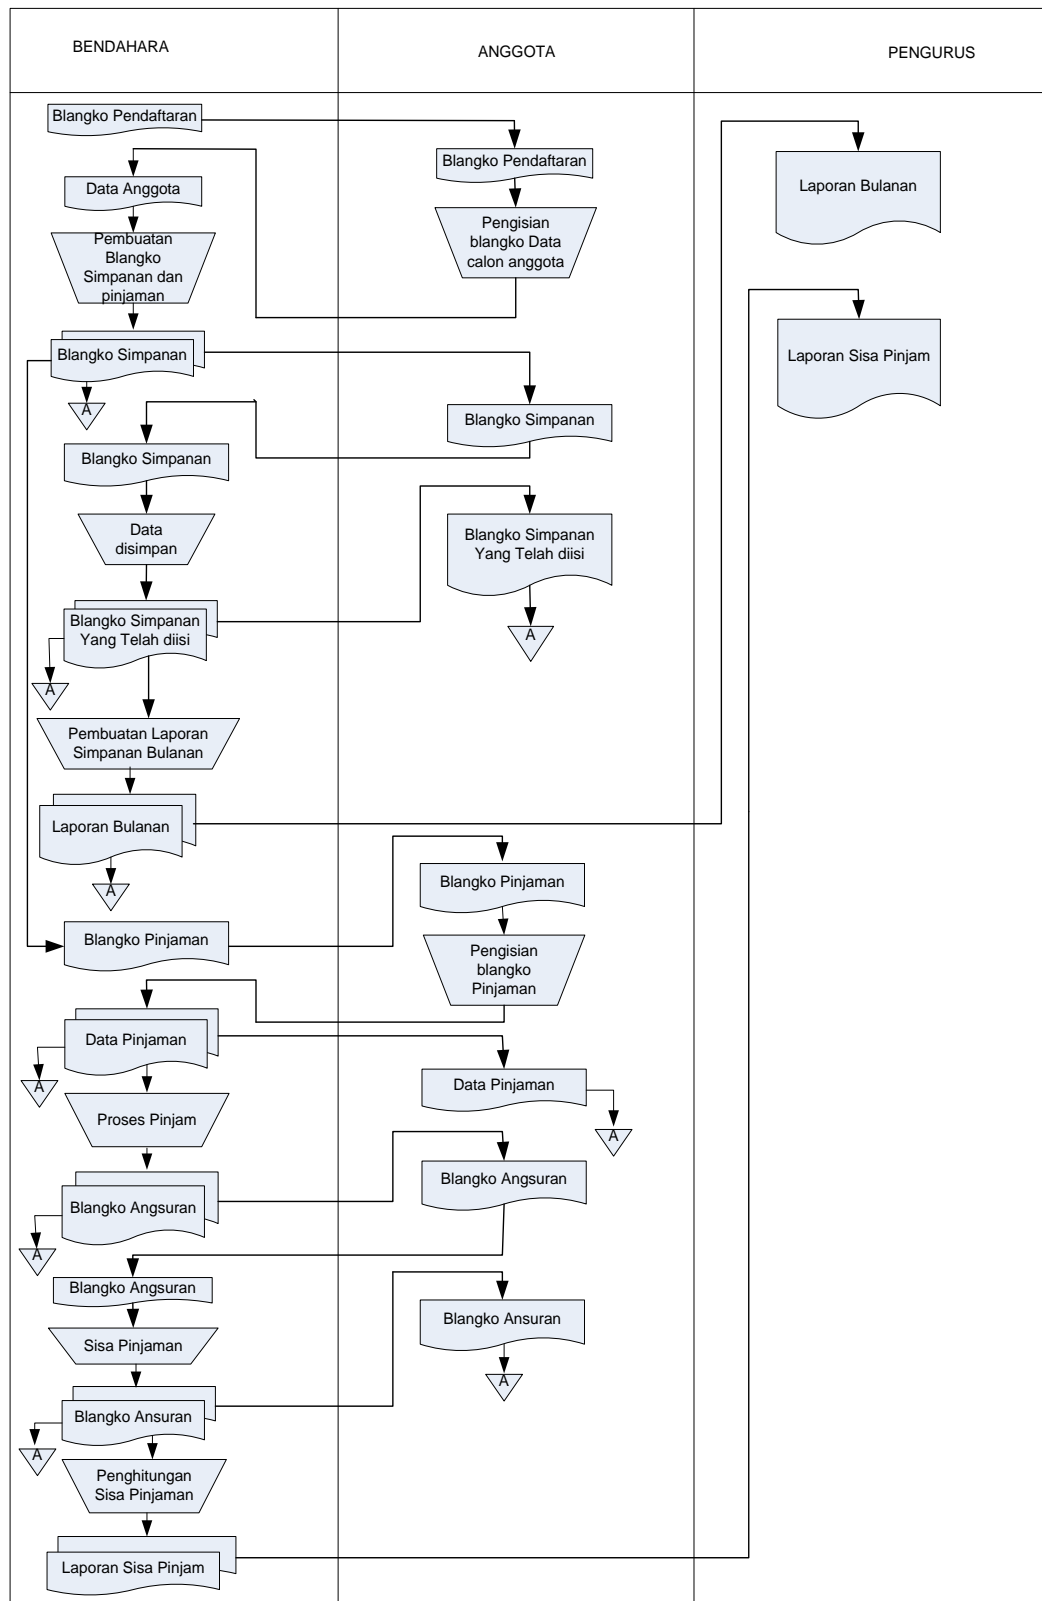 BENDAHARA
ANGGOTA
PENGURUS
Blangko Pendaftaran
Blangko Pendaftaran
Laporan Bulanan
Data Anggota
Pengisian
blangko Data
calon anggota
Pembuatan
Blangko
Simpanan dan
pinjaman
Blangko Simpanan
A
Laporan Sisa Pinjam
Blangko Simpanan
Blangko Simpanan
Data
disimpan
Blangko Simpanan
Yang Telah diisi
A
Blangko Simpanan
Yang Telah diisi
A
Pembuatan Laporan
Simpanan Bulanan
Laporan Bulanan
A
Blangko Pinjaman
Blangko Pinjaman
Pengisian
blangko
Pinjaman
Data Pinjaman
A
Data Pinjaman
A
Proses Pinjam
Blangko Angsuran
A
Blangko Angsuran
Blangko Angsuran
Sisa Pinjaman
Blangko Ansuran
A
Blangko Ansuran
A
Penghitungan
Sisa Pinjaman
Laporan Sisa Pinjam